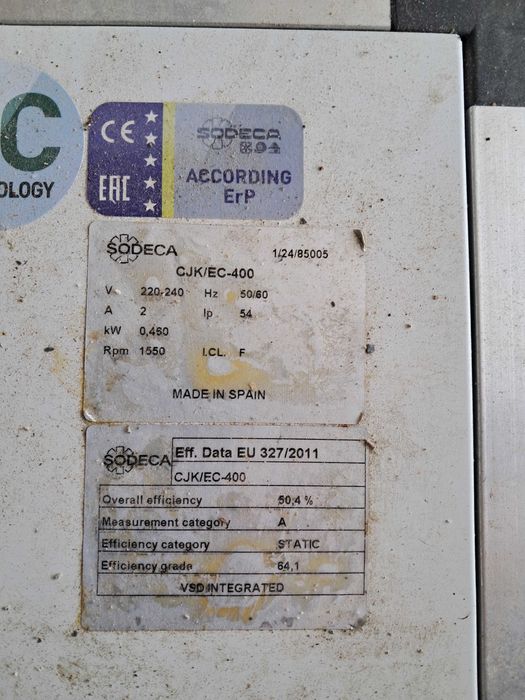 C
OLOGY
CE
EAC
SODECA
ACCORDING
ErP
SODECA
1/24/85005
CJK/EC-400
V 220-240 Hz 50/60
A 2 Ip 54
kW 0,460
Rpm 1550 I.CL. F
MADE IN SPAIN
SODECA
Eff. Data EU 327/2011
CJK/EC-400
Overall efficiency 50,4 %
Measurement category A
Efficiency category STATIC
Efficiency grade 64,1
VSD INTEGRATED